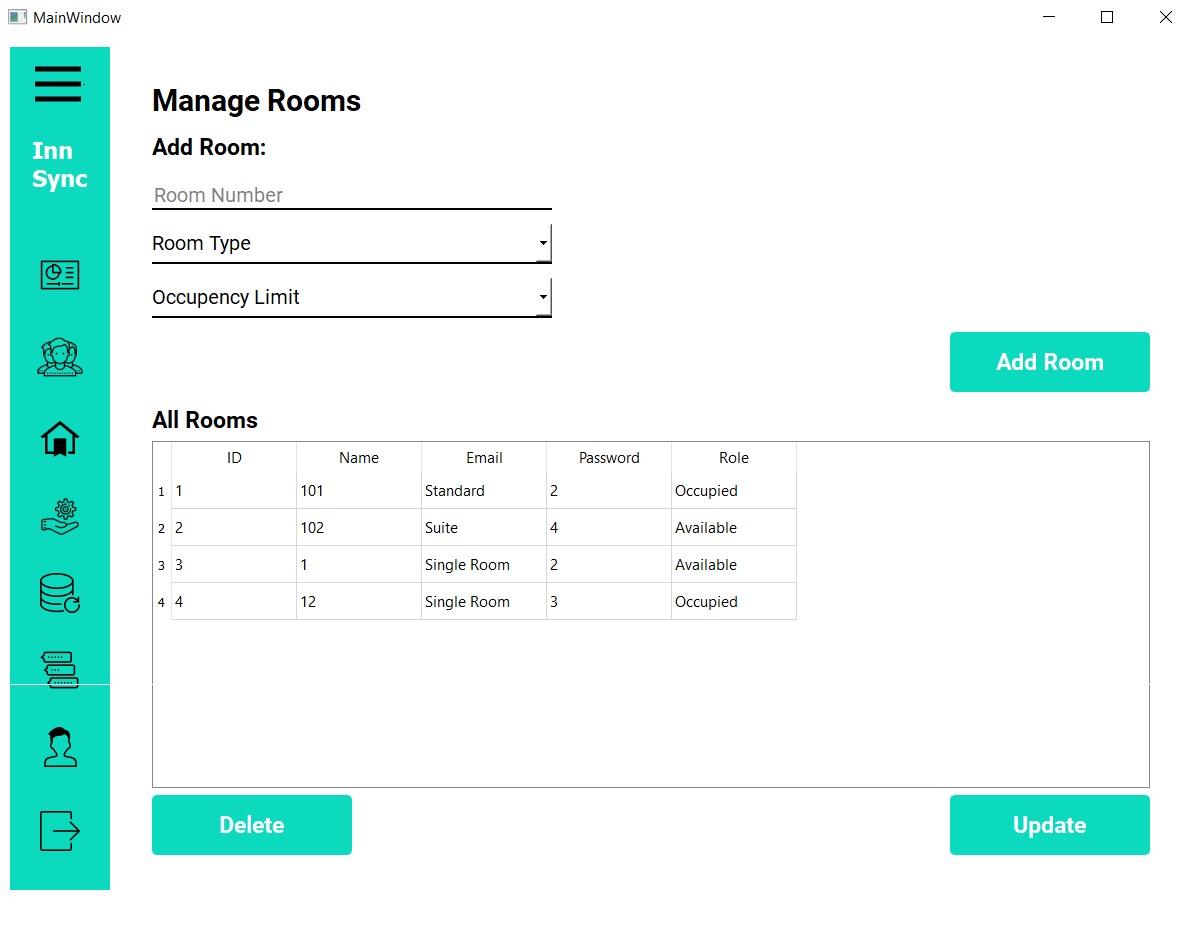 MainWindow
Inn
Sync
Manage Rooms
Add Room:
Room Number
Room Type
Occupency Limit
Add Room
All Rooms
ID Name Email Password Role
1 1 101 Standard 2 Occupied
2 2 102 Suite 4 Available
3 3 1 Single Room 2 Available
4 4 12 Single Room 3 Occupied
Delete Update